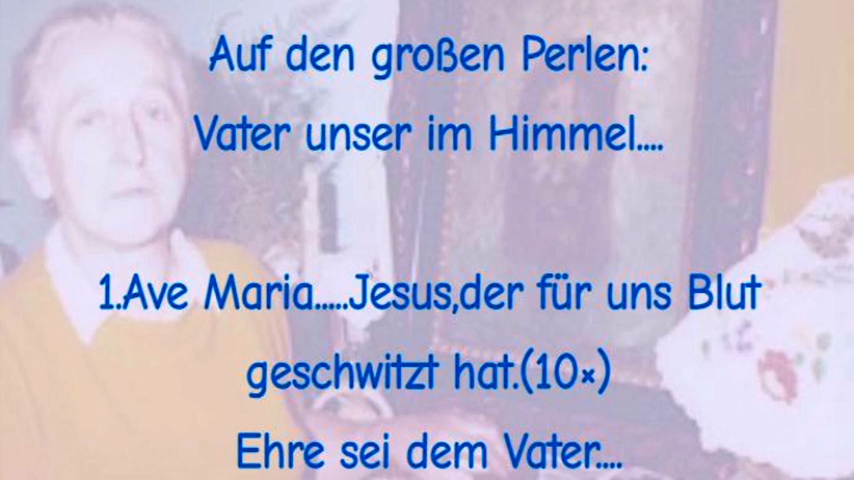 Auf den großen Perlen:
Vater unser im Himmel....
1.Ave Maria.....Jesus,der für uns Blut
geschwitzt hat.(10×)
Ehre sei dem Vater....